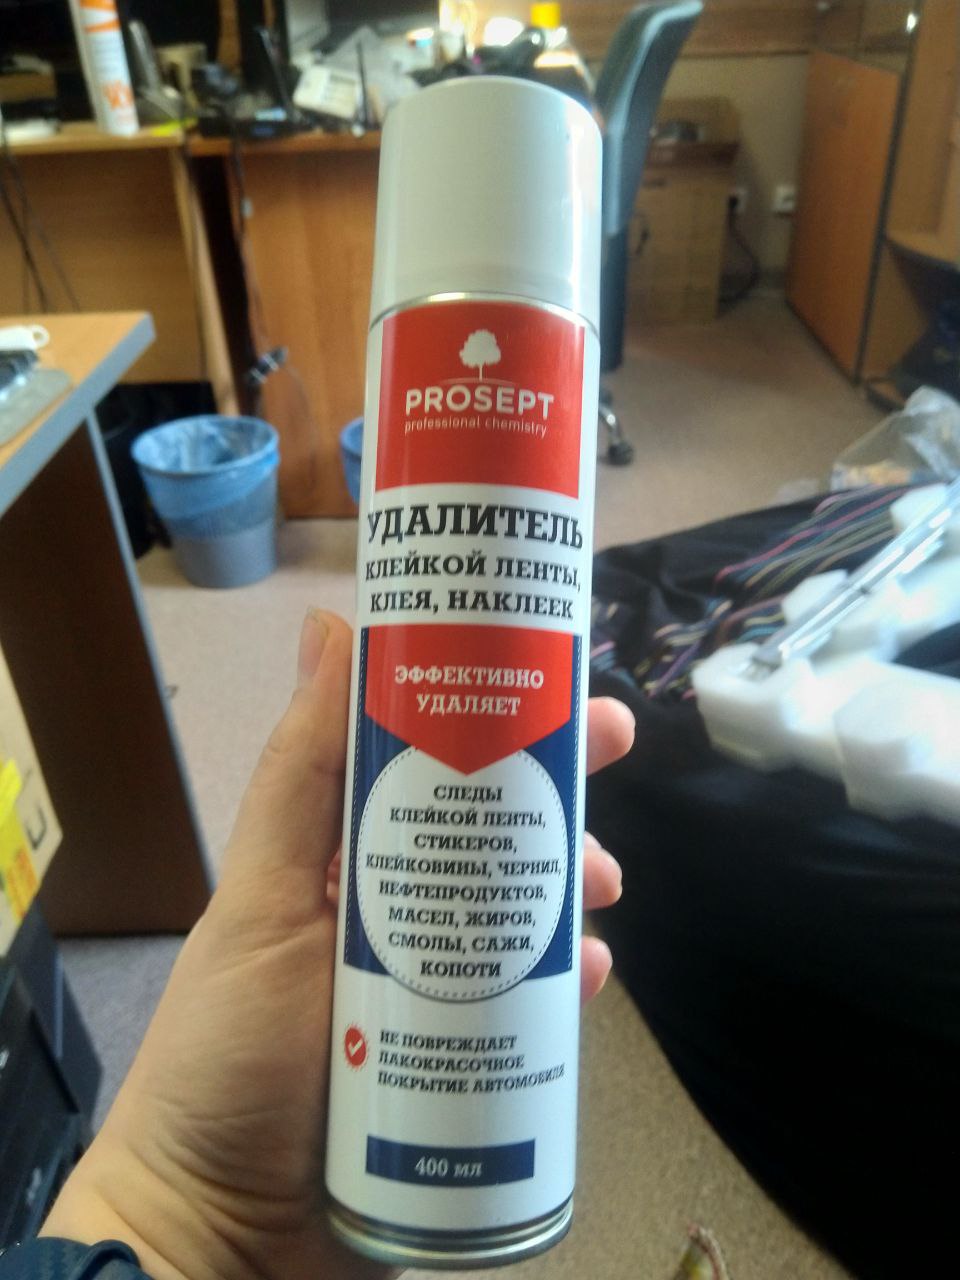 PROSEPT
professional chemistry
УДАЛИТЕЛЬ
КЛЕЙКОЙ ЛЕНТЫ,
КЛЕЯ, НАКЛЕЕК
ЭФФЕКТИВНО
УДАЛЯЕТ
СЛЕДЫ
КЛЕЙКОЙ ЛЕНТЫ,
СТИКЕРОВ,
КЛЕЙКОВИНЫ, ЧЕРНИЛ,
НЕФТЕПРОДУКТОВ,
МАСЕЛ, ЖИРОВ,
СМОЛЫ, САЖИ,
КОПОТИ
НЕ ПОВРЕЖДАЕТ
ЛАКОКРАСОЧНОЕ
ПОКРЫТИЕ АВТОМОБИЛЯ
400 мл